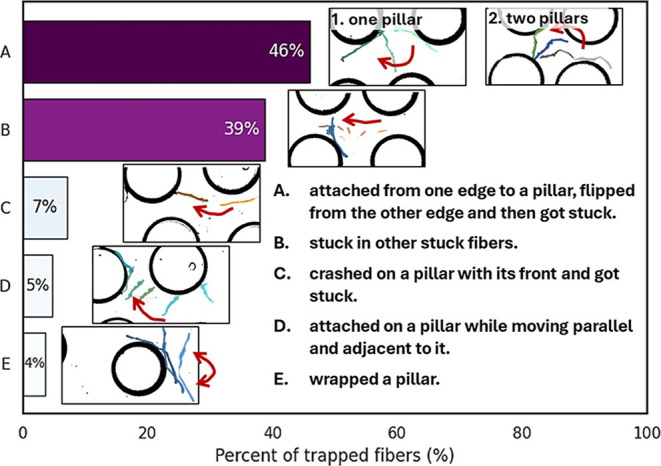 1. one pillar
2. two pillars
A
46%
B
39%
C
7%
D
5%
E
4%
A. attached from one edge to a pillar, flipped
from the other edge and then got stuck.
B. stuck in other stuck fibers.
C. crashed on a pillar with its front and got
stuck.
D. attached on a pillar while moving parallel
and adjacent to it.
E. wrapped a pillar.
0 20 40 60 80 100
Percent of trapped fibers (%)